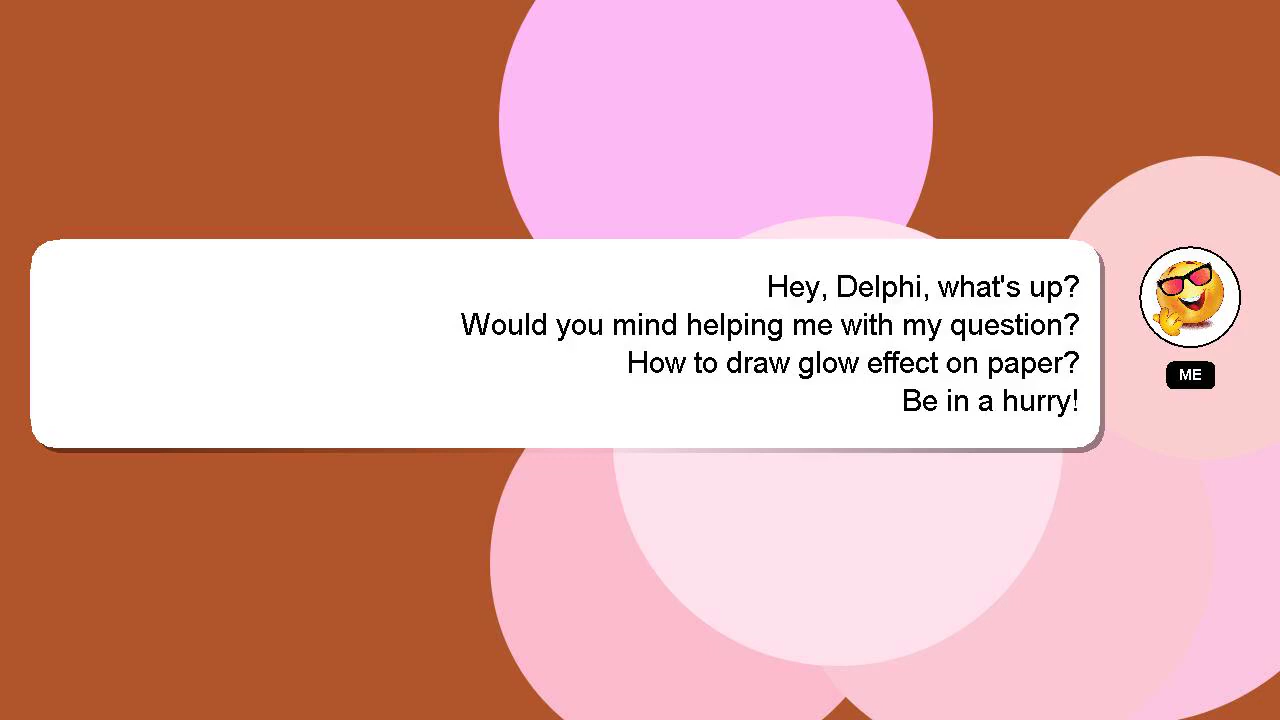 Hey, Delphi, what's up?
Would you mind helping me with my question?
How to draw glow effect on paper?
Be in a hurry!
ME